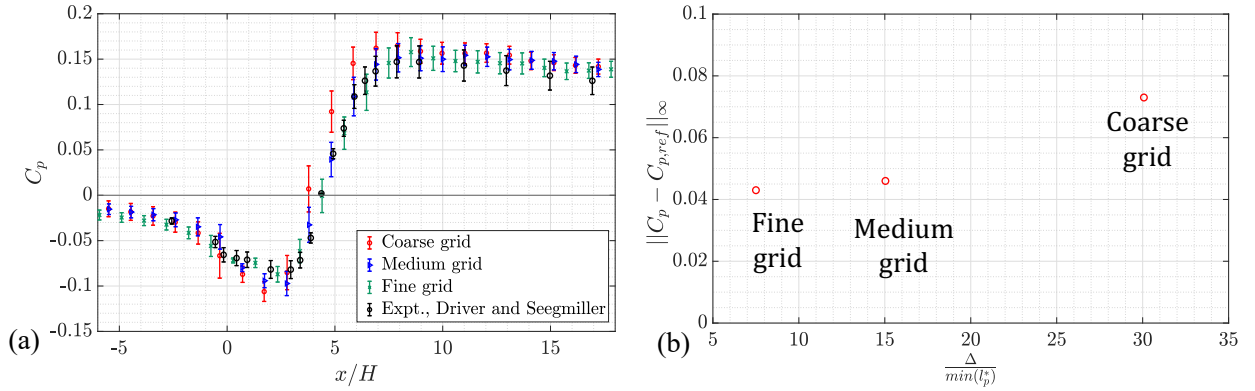 0.2
0.15
0.1
0.05
0
-0.05
-0.1
-0.15
C_p
-5
0
5
10
15
x/H
Coarse grid
Medium grid
Fine grid
Expt., Driver and Seegmiller
(a)
0.1
0.08
0.06
0.04
0.02
0
||C_p − C_{p,ref}||_∞
Coarse
grid
Fine
grid
Medium
grid
5
10
15
20
25
30
35
Δ
min(l_p^*)
(b)